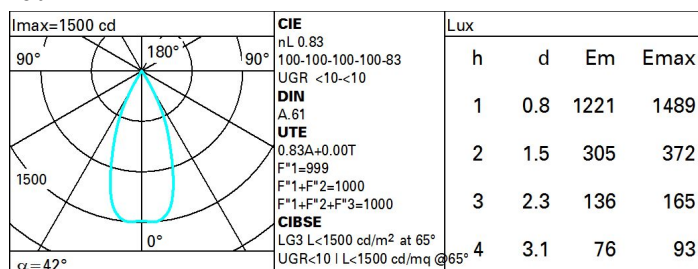 Imax=1500 cd
90° 180° 90°
1500
0°
α=42°
CIE
nL 0.83
100-100-100-100-83
UGR <10-<10
DIN
A.61
UTE
0.83A+0.00T
F"1=999
F"1+F"2=1000
F"1+F"2+F"3=1000
CIBSE
LG3 L<1500 cd/m² at 65°
UGR<10 | L<1500 cd/mq @65°
Lux
h d Em Emax
1 0.8 1221 1489
2 1.5 305 372
3 2.3 136 165
4 3.1 76 93